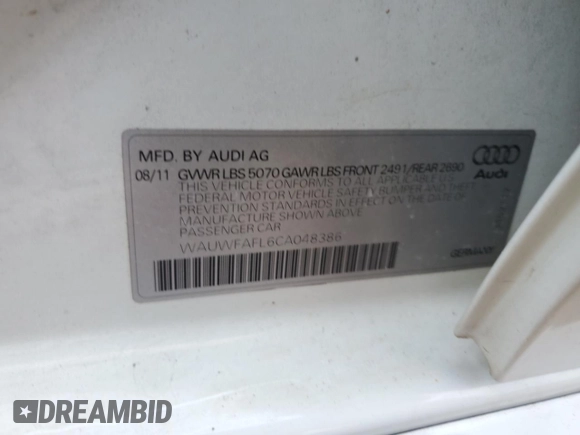 MFD. BY AUDI AG
08/11 GVWR LBS 5070 GAWR LBS FRONT 2491/REAR 2690
THIS VEHICLE CONFORMS TO ALL APPLICABLE U.S.
FEDERAL MOTOR VEHICLE SAFETY BUMPER AND THEFT
PREVENTION STANDARDS IN EFFECT ON THE DATE OF
MANUFACTURE SHOWN ABOVE.
PASSENGER CAR
WAUWFAFL6CA048386
Audi
GERMANY
DREAMBID